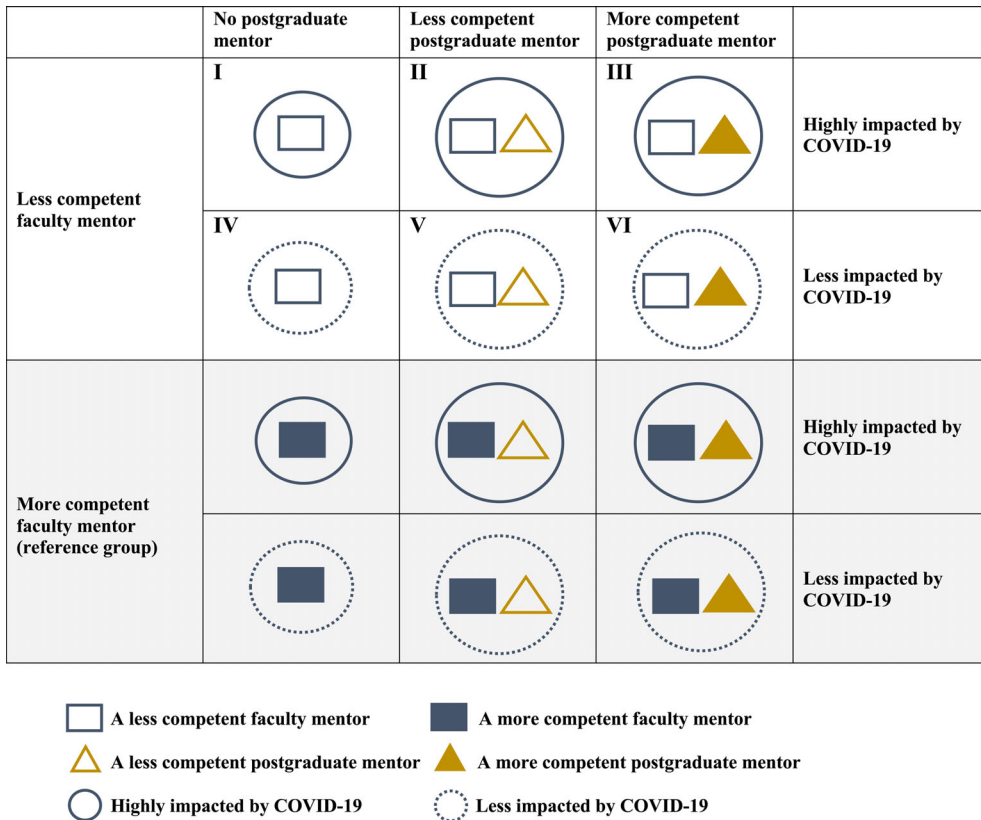 No postgraduate
mentor
Less competent
postgraduate mentor
More competent
postgraduate mentor
Less competent
faculty mentor
I
II
III
Highly impacted by
COVID-19
IV
V
VI
Less impacted by
COVID-19
More competent
faculty mentor
(reference group)
Highly impacted by
COVID-19
Less impacted by
COVID-19
A less competent faculty mentor
A more competent faculty mentor
A less competent postgraduate mentor
A more competent postgraduate mentor
Highly impacted by COVID-19
Less impacted by COVID-19